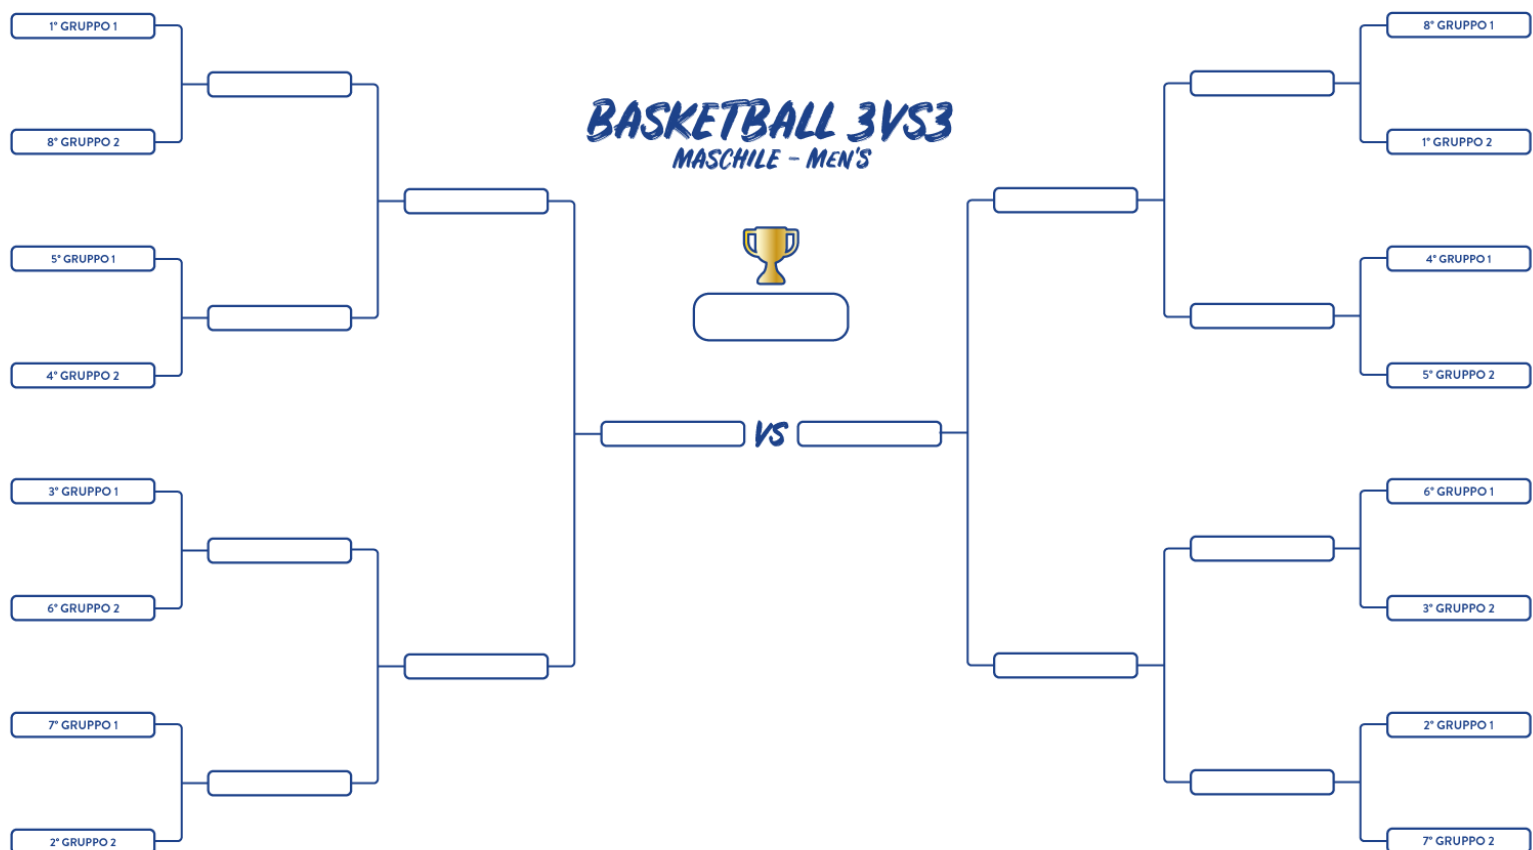 1° GRUPPO 1
8° GRUPPO 2
5° GRUPPO 1
4° GRUPPO 2
3° GRUPPO 1
6° GRUPPO 2
7° GRUPPO 1
2° GRUPPO 2
BASKETBALL 3VS3
MASCHILE - MEN'S
VS
8° GRUPPO 1
1° GRUPPO 2
4° GRUPPO 1
5° GRUPPO 2
6° GRUPPO 1
3° GRUPPO 2
2° GRUPPO 1
7° GRUPPO 2